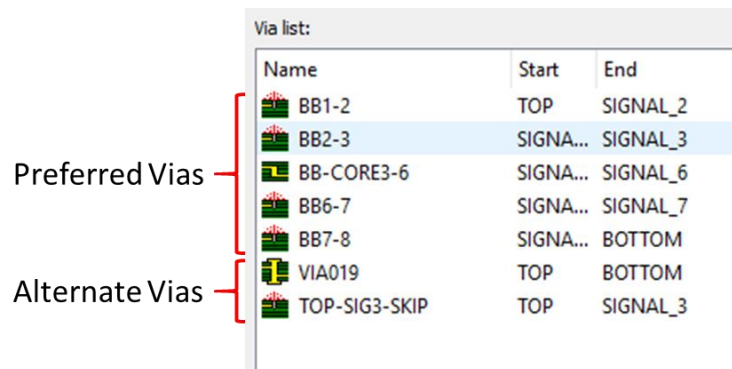 Via list:
Name Start End
BB1-2 TOP SIGNAL_2
BB2-3 SIGNA... SIGNAL_3
Preferred Vias BB-CORE3-6 SIGNA... SIGNAL_6
BB6-7 SIGNA... SIGNAL_7
BB7-8 SIGNA... BOTTOM
VIA019 TOP BOTTOM
Alternate Vias TOP-SIG3-SKIP TOP SIGNAL_3